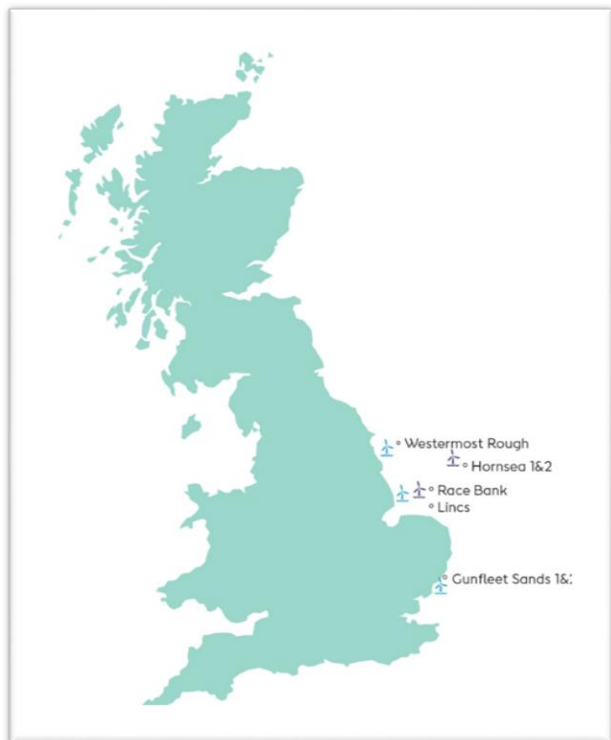 Westermost Rough
Hornsea 1&2
Race Bank
Lincs
Gunfleet Sands 1&